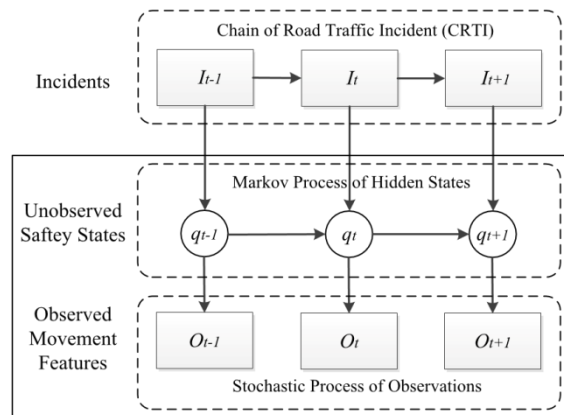 Chain of Road Traffic Incident (CRTI)
Incidents
It-1
It
It+1
Markov Process of Hidden States
Unobserved
Saftey States
qt-1
qt
qt+1
Observed
Movement
Features
Ot-1
Ot
Ot+1
Stochastic Process of Observations